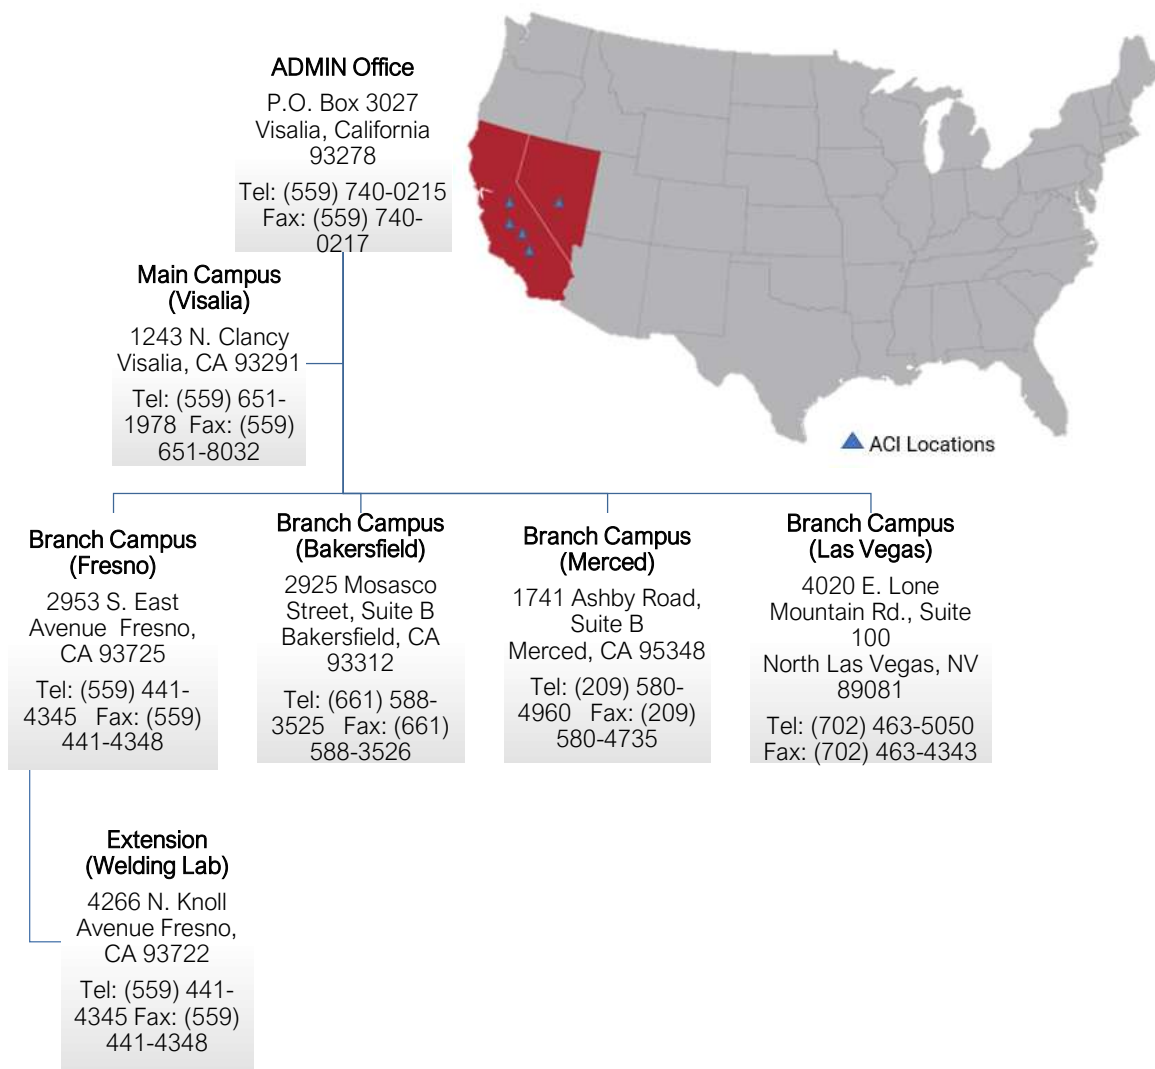 ADMIN Office
P.O. Box 3027
Visalia, California
93278
Tel: (559) 740-0215
Fax: (559) 740-
0217
ACI Locations
Main Campus
(Visalia)
1243 N. Clancy
Visalia, CA 93291
Tel: (559) 651-
1978 Fax: (559)
651-8032
Branch Campus
(Fresno)
2953 S. East
Avenue Fresno,
CA 93725
Tel: (559) 441-
4345 Fax: (559)
441-4348
Branch Campus
(Bakersfield)
2925 Mosasco
Street, Suite B
Bakersfield, CA
93312
Tel: (661) 588-
3525 Fax: (661)
588-3526
Branch Campus
(Merced)
1741 Ashby Road,
Suite B
Merced, CA 95348
Tel: (209) 580-
4960 Fax: (209)
580-4735
Branch Campus
(Las Vegas)
4020 E. Lone
Mountain Rd., Suite
100
North Las Vegas, NV
89081
Tel: (702) 463-5050
Fax: (702) 463-4343
Extension
(Welding Lab)
4266 N. Knoll
Avenue Fresno,
CA 93722
Tel: (559) 441-
4345 Fax: (559)
441-4348